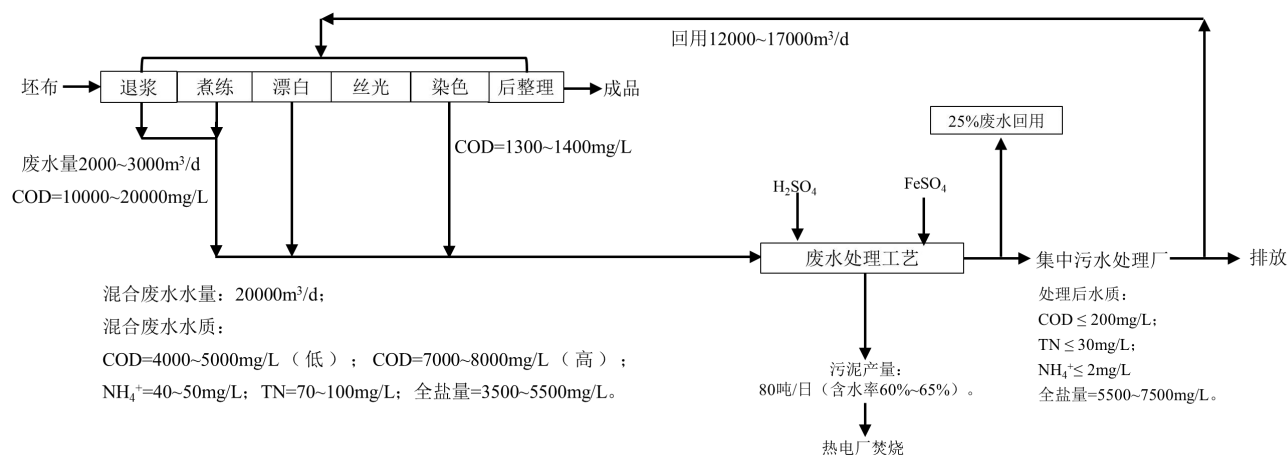 回用12000~17000m³/d
坯布
退浆
煮练
漂白
丝光
染色
后整理
成品
25%废水回用
COD=1300~1400mg/L
废水量2000~3000m³/d
COD=10000~20000mg/L
H₂SO₄
FeSO₄
废水处理工艺
集中污水处理厂
排放
混合废水水量：20000m³/d；
混合废水水质：
COD=4000~5000mg/L（低）；COD=7000~8000mg/L（高）；
NH₄⁺=40~50mg/L；TN=70~100mg/L；全盐量=3500~5500mg/L。
处理后水质：
COD ≤ 200mg/L；
TN ≤ 30mg/L；
NH₄⁺≤ 2mg/L
全盐量=5500~7500mg/L。
污泥产量：
80吨/日（含水率60%~65%）。
热电厂焚烧